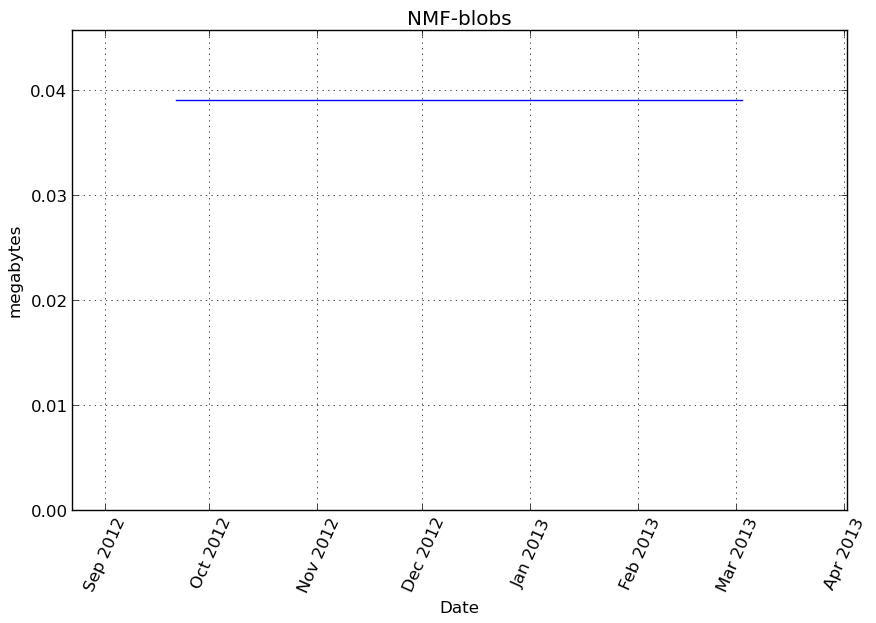 NMF-blobs
0.04
0.03
0.02
0.01
0.00
megabytes
Sep 2012
Oct 2012
Nov 2012
Dec 2012
Jan 2013
Feb 2013
Mar 2013
Apr 2013
Date